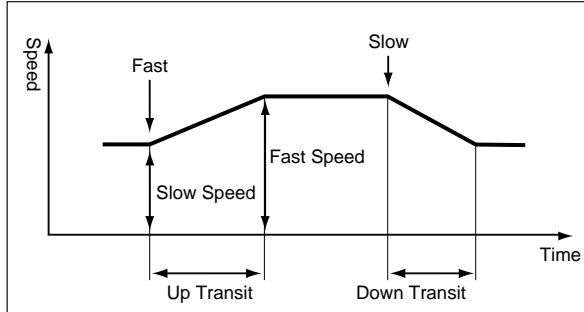 Speed
Fast
Slow
Slow Speed
Fast Speed
Time
Up Transit
Down Transit